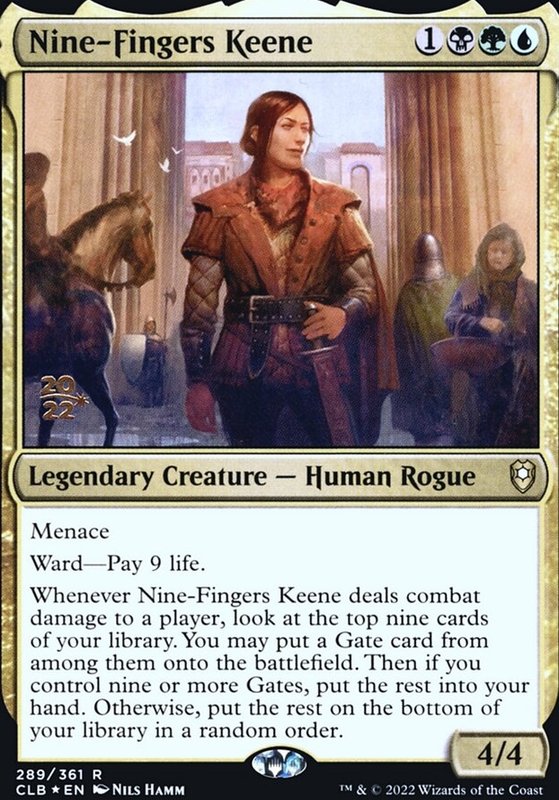 Nine-Fingers Keene 1
20
22
Legendary Creature — Human Rogue
Menace
Ward—Pay 9 life.
Whenever Nine-Fingers Keene deals combat
damage to a player, look at the top nine cards
of your library. You may put a Gate card from
among them onto the battlefield. Then if you
control nine or more Gates, put the rest into your
hand. Otherwise, put the rest on the bottom of
your library in a random order.
4/4
289/361 R
CLB ★ EN Nils Hamm
™ & © 2022 Wizards of the Coast